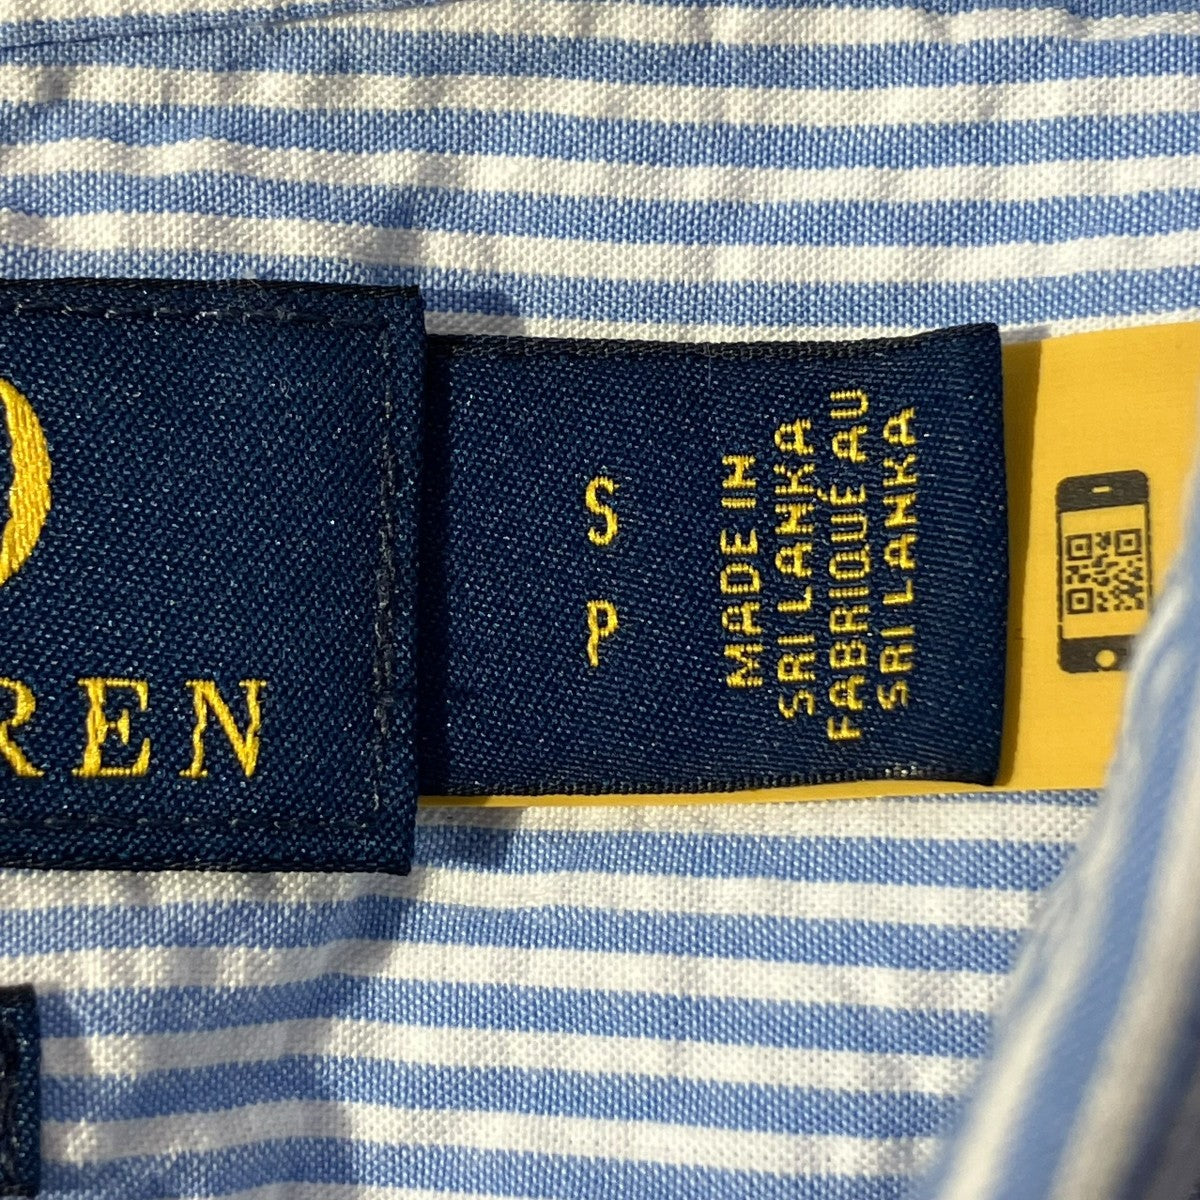 REN
S
P
MADE IN
SRI LANKA
FABRIQUÉ AU
SRI LANKA